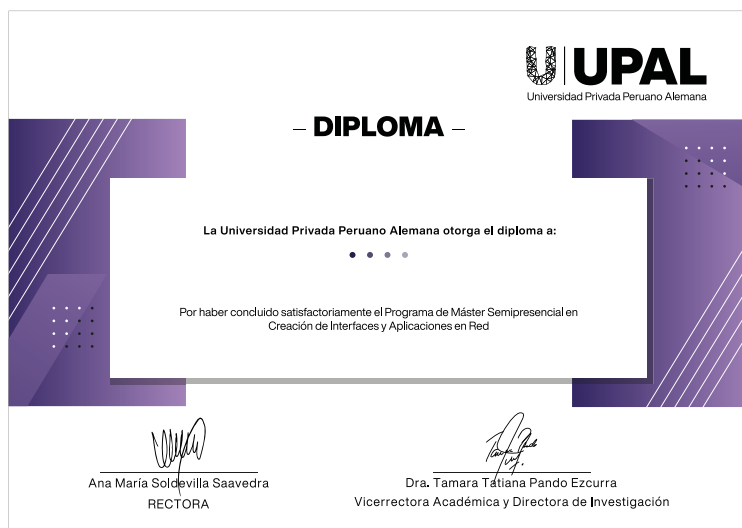 UPAL
Universidad Privada Peruano Alemana
– DIPLOMA –
La Universidad Privada Peruano Alemana otorga el diploma a:
Por haber concluido satisfactoriamente el Programa de Máster Semipresencial en
Creación de Interfaces y Aplicaciones en Red
Ana María Soldevilla Saavedra
RECTORA
Dra. Tamara Tatiana Pando Ezcurra
Vicerrectora Académica y Directora de Investigación